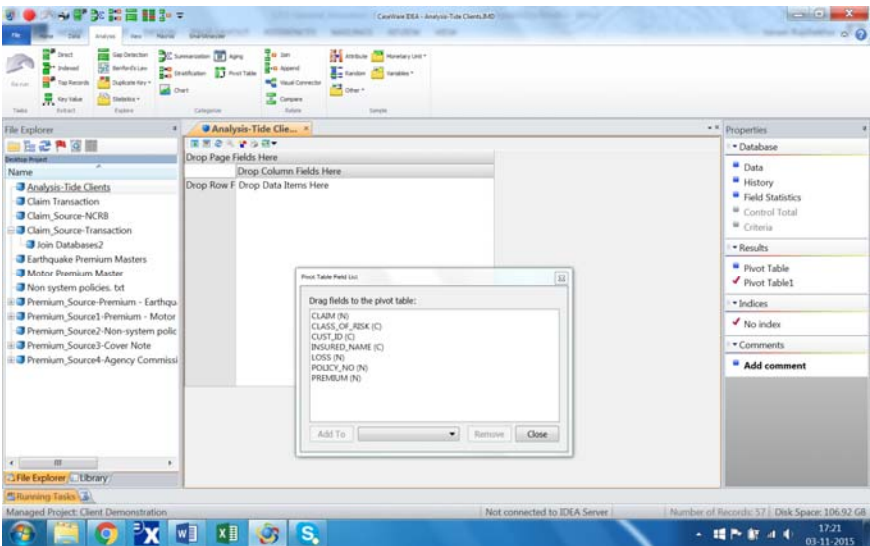 CaseWare IDEA - Analysis-Tide Clients.IMD
File Home Data Analysis View Macros SmartAnalyzer
Direct Gap Detection Summarization Aging Join Attribute Monetary Unit
Indexed Benford's Law Stratification Pivot Table Append Random Variables
Top Records Duplicate Key Chart Visual Connector Other
Key Value Statistics Compare
Tasks Extract Explore Categorize Relate Sample
File Explorer
Desktop Project
Name
Analysis-Tide Clients
Claim Transaction
Claim_Source-NCRB
Claim_Source-Transaction
Join Databases2
Earthquake Premium Masters
Motor Premium Master
Non system policies. txt
Premium_Source-Premium - Earthqu
Premium_Source1-Premium - Motor
Premium_Source2-Non-system polic
Premium_Source3-Cover Note
Premium_Source4-Agency Commissi
File Explorer Library
Analysis-Tide Clie...
Drop Page Fields Here
Drop Column Fields Here
Drop Row F Drop Data Items Here
Pivot Table Field List
Drag fields to the pivot table:
CLAIM (N)
CLASS_OF_RISK (C)
CUST_ID (C)
INSURED_NAME (C)
LOSS (N)
POLICY_NO (N)
PREMIUM (N)
Add To Remove Close
Properties
Database
Data
History
Field Statistics
Control Total
Criteria
Results
Pivot Table
Pivot Table1
Indices
No index
Comments
Add comment
Running Tasks
Managed Project: Client Demonstration Not connected to IDEA Server Number of Records: 57 Disk Space: 106.92 GB
17:21
03-11-2015